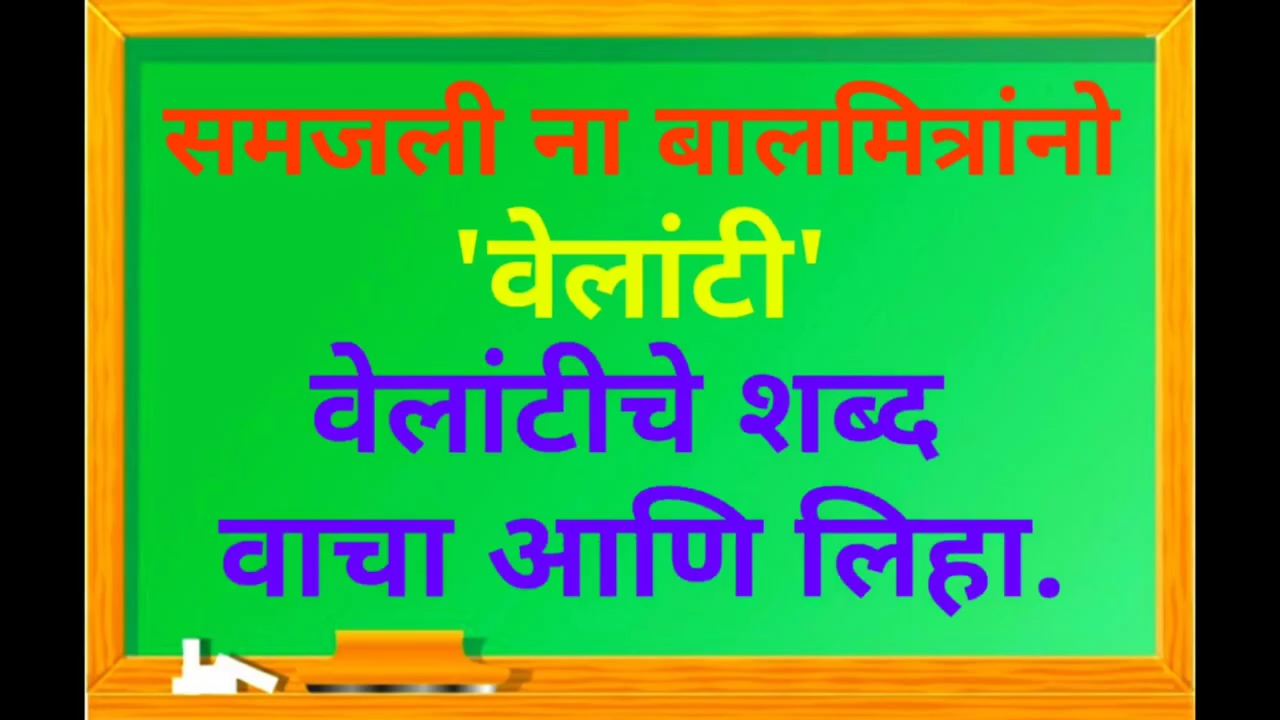 समजली ना बालमित्रांनो
'वेलांटी'
वेलांटीचे शब्द
वाचा आणि लिहा.